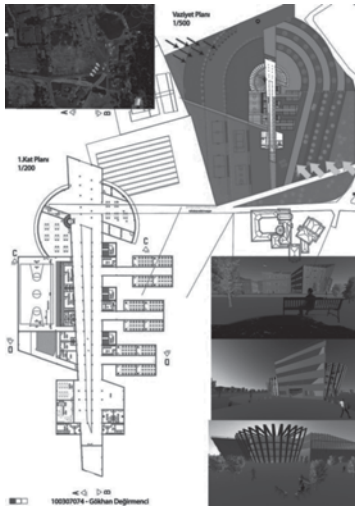 Vaziyet Planı
1/500
1.Kat Planı
1/200
100307074 - Gökhan Değirmenci